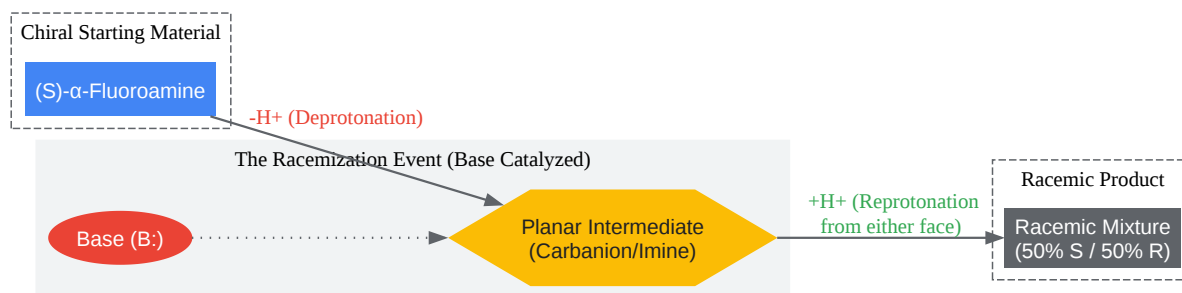 Chiral Starting Material
(S)-α-Fluoroamine
-H+ (Deprotonation)
The Racemization Event (Base Catalyzed)
Base (B:)
Planar Intermediate
(Carbanion/Imine)
+H+ (Reprotonation
from either face)
Racemic Product
Racemic Mixture
(50% S / 50% R)